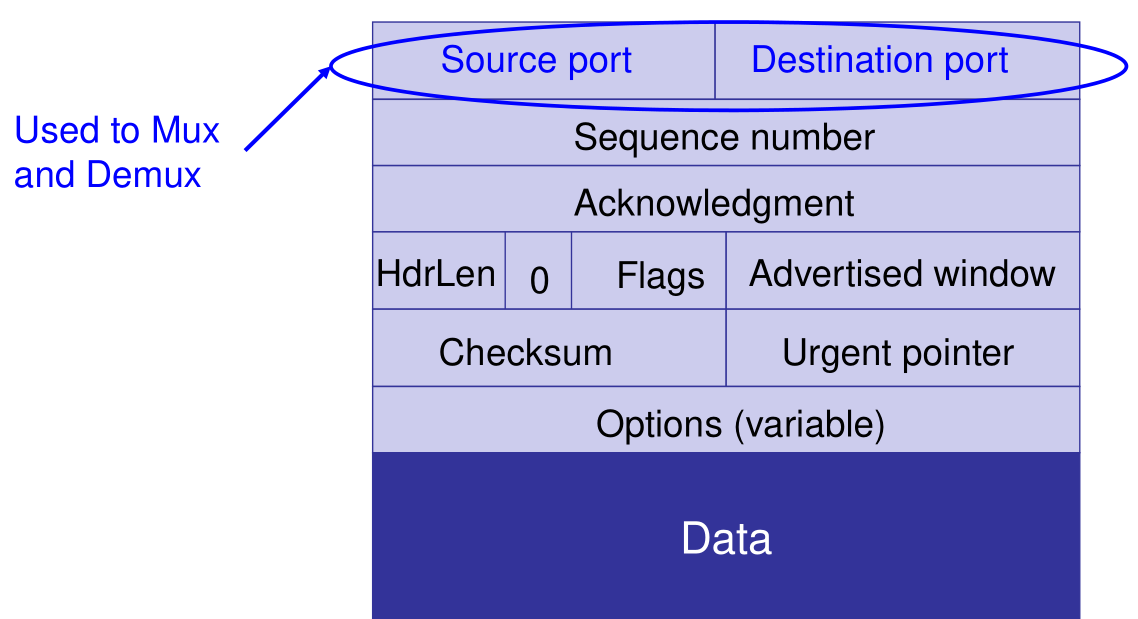 Source port
Destination port
Used to Mux
and Demux
Sequence number
Acknowledgment
HdrLen
0
Flags
Advertised window
Checksum
Urgent pointer
Options (variable)
Data